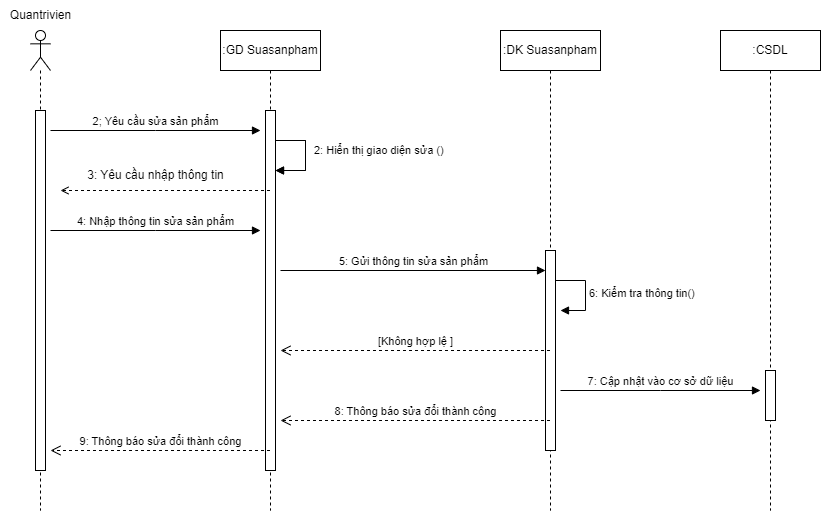 Quantrivien
:GD Suasanpham
:DK Suasanpham
:CSDL
2; Yêu cầu sửa sản phẩm
2: Hiển thị giao diện sửa ()
3: Yêu cầu nhập thông tin
4: Nhập thông tin sửa sản phẩm
5: Gửi thông tin sửa sản phẩm
6: Kiểm tra thông tin()
[Không hợp lệ ]
7: Cập nhật vào cơ sở dữ liệu
8: Thông báo sửa đổi thành công
9: Thông báo sửa đổi thành công